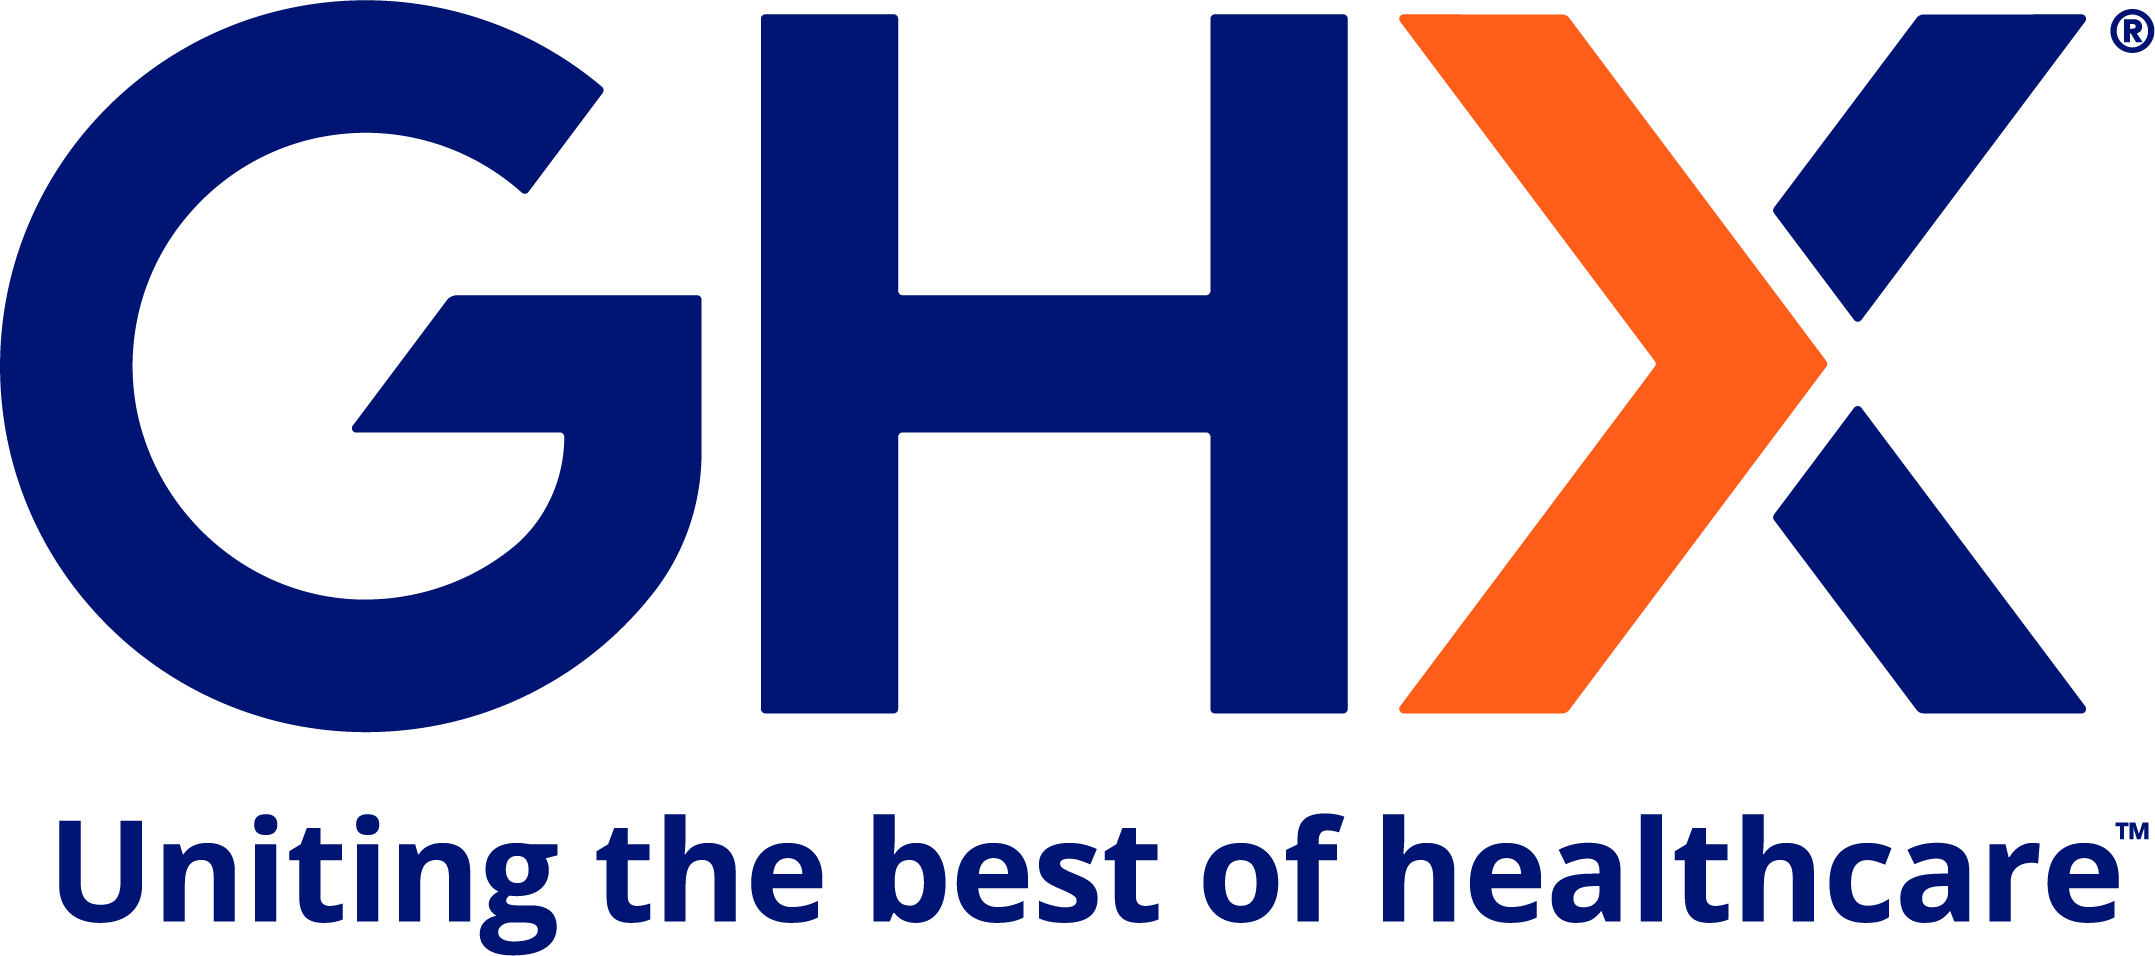 GHX®
Uniting the best of healthcare™